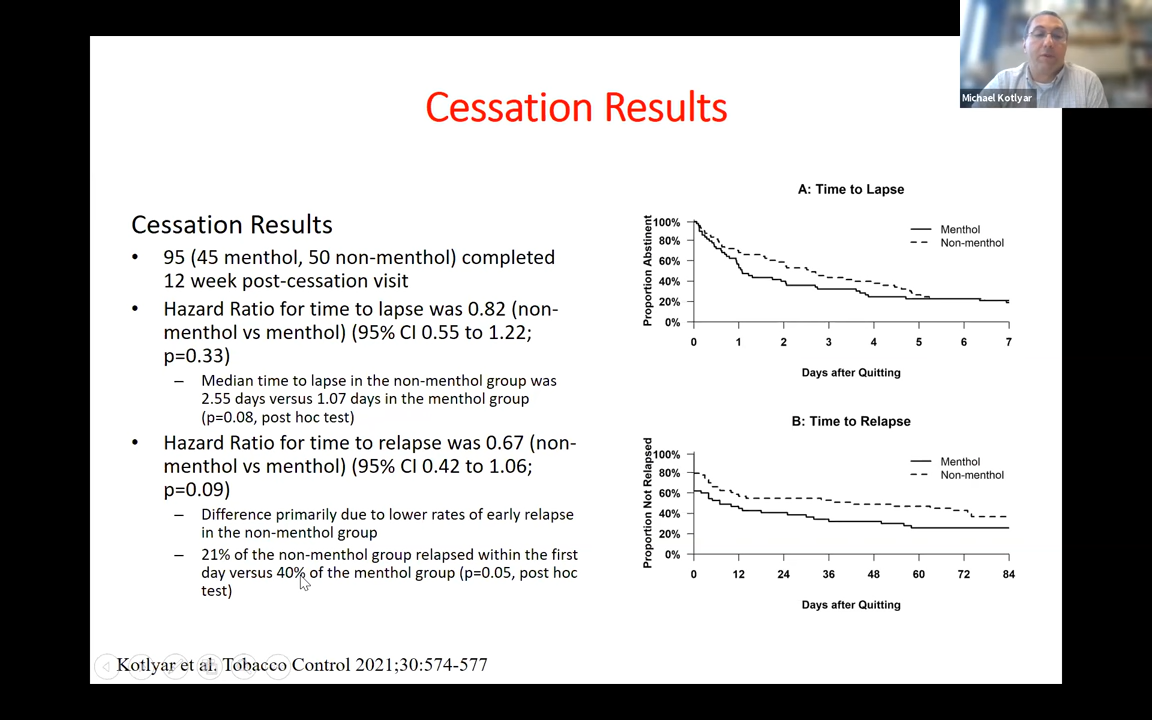 Michael Kotlyar
Cessation Results
Cessation Results
• 95 (45 menthol, 50 non-menthol) completed
12 week post-cessation visit
• Hazard Ratio for time to lapse was 0.82 (non-
menthol vs menthol) (95% CI 0.55 to 1.22;
p=0.33)
– Median time to lapse in the non-menthol group was
2.55 days versus 1.07 days in the menthol group
(p=0.08, post hoc test)
• Hazard Ratio for time to relapse was 0.67 (non-
menthol vs menthol) (95% CI 0.42 to 1.06;
p=0.09)
– Difference primarily due to lower rates of early relapse
in the non-menthol group
– 21% of the non-menthol group relapsed within the first
day versus 40% of the menthol group (p=0.05, post hoc
test)
A: Time to Lapse
Proportion Abstinent
100%
80%
60%
40%
20%
0%
Menthol
Non-menthol
0 1 2 3 4 5 6 7
Days after Quitting
B: Time to Relapse
Proportion Not Relapsed
100%
80%
60%
40%
20%
0%
Menthol
Non-menthol
0 12 24 36 48 60 72 84
Days after Quitting
Kotlyar et al. Tobacco Control 2021;30:574-577